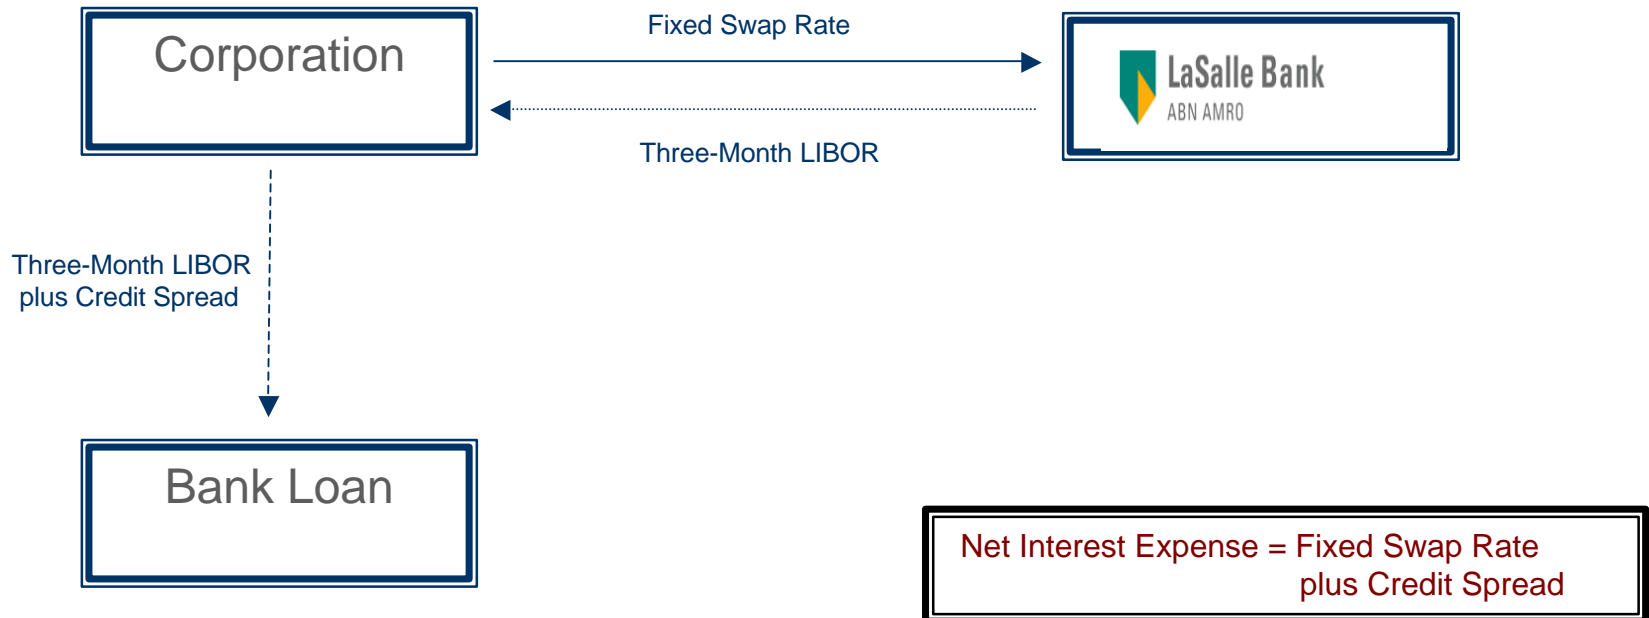 Fixed Swap Rate
Corporation
LaSalle Bank
ABN AMRO
Three-Month LIBOR
Three-Month LIBOR
plus Credit Spread
Bank Loan
Net Interest Expense = Fixed Swap Rate
plus Credit Spread